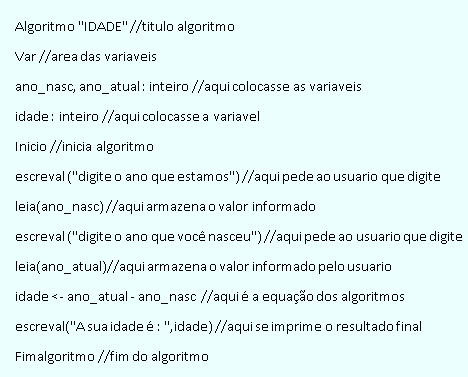 Algoritmo "IDADE" //titulo algoritmo
Var //area das variaveis
ano_nasc, ano_atual : inteiro //aqui colocasse as variaveis
idade : inteiro //aqui colocasse a variavel
Inicio //inicia algoritmo
escreval ("digite o ano que estamos") //aqui pede ao usuario que digite
leia(ano_nasc) //aqui armazena o valor informado
escreval ("digite o ano que você nasceu") //aqui pede ao usuario que digite
leia(ano_atual)//aqui armazena o valor informado pelo usuario
idade <- ano_atual - ano_nasc //aqui é a equação dos algoritmos
escreval("A sua idade é : ", idade) //aqui se imprime o resultado final
Fimalgoritmo //fim do algoritmo